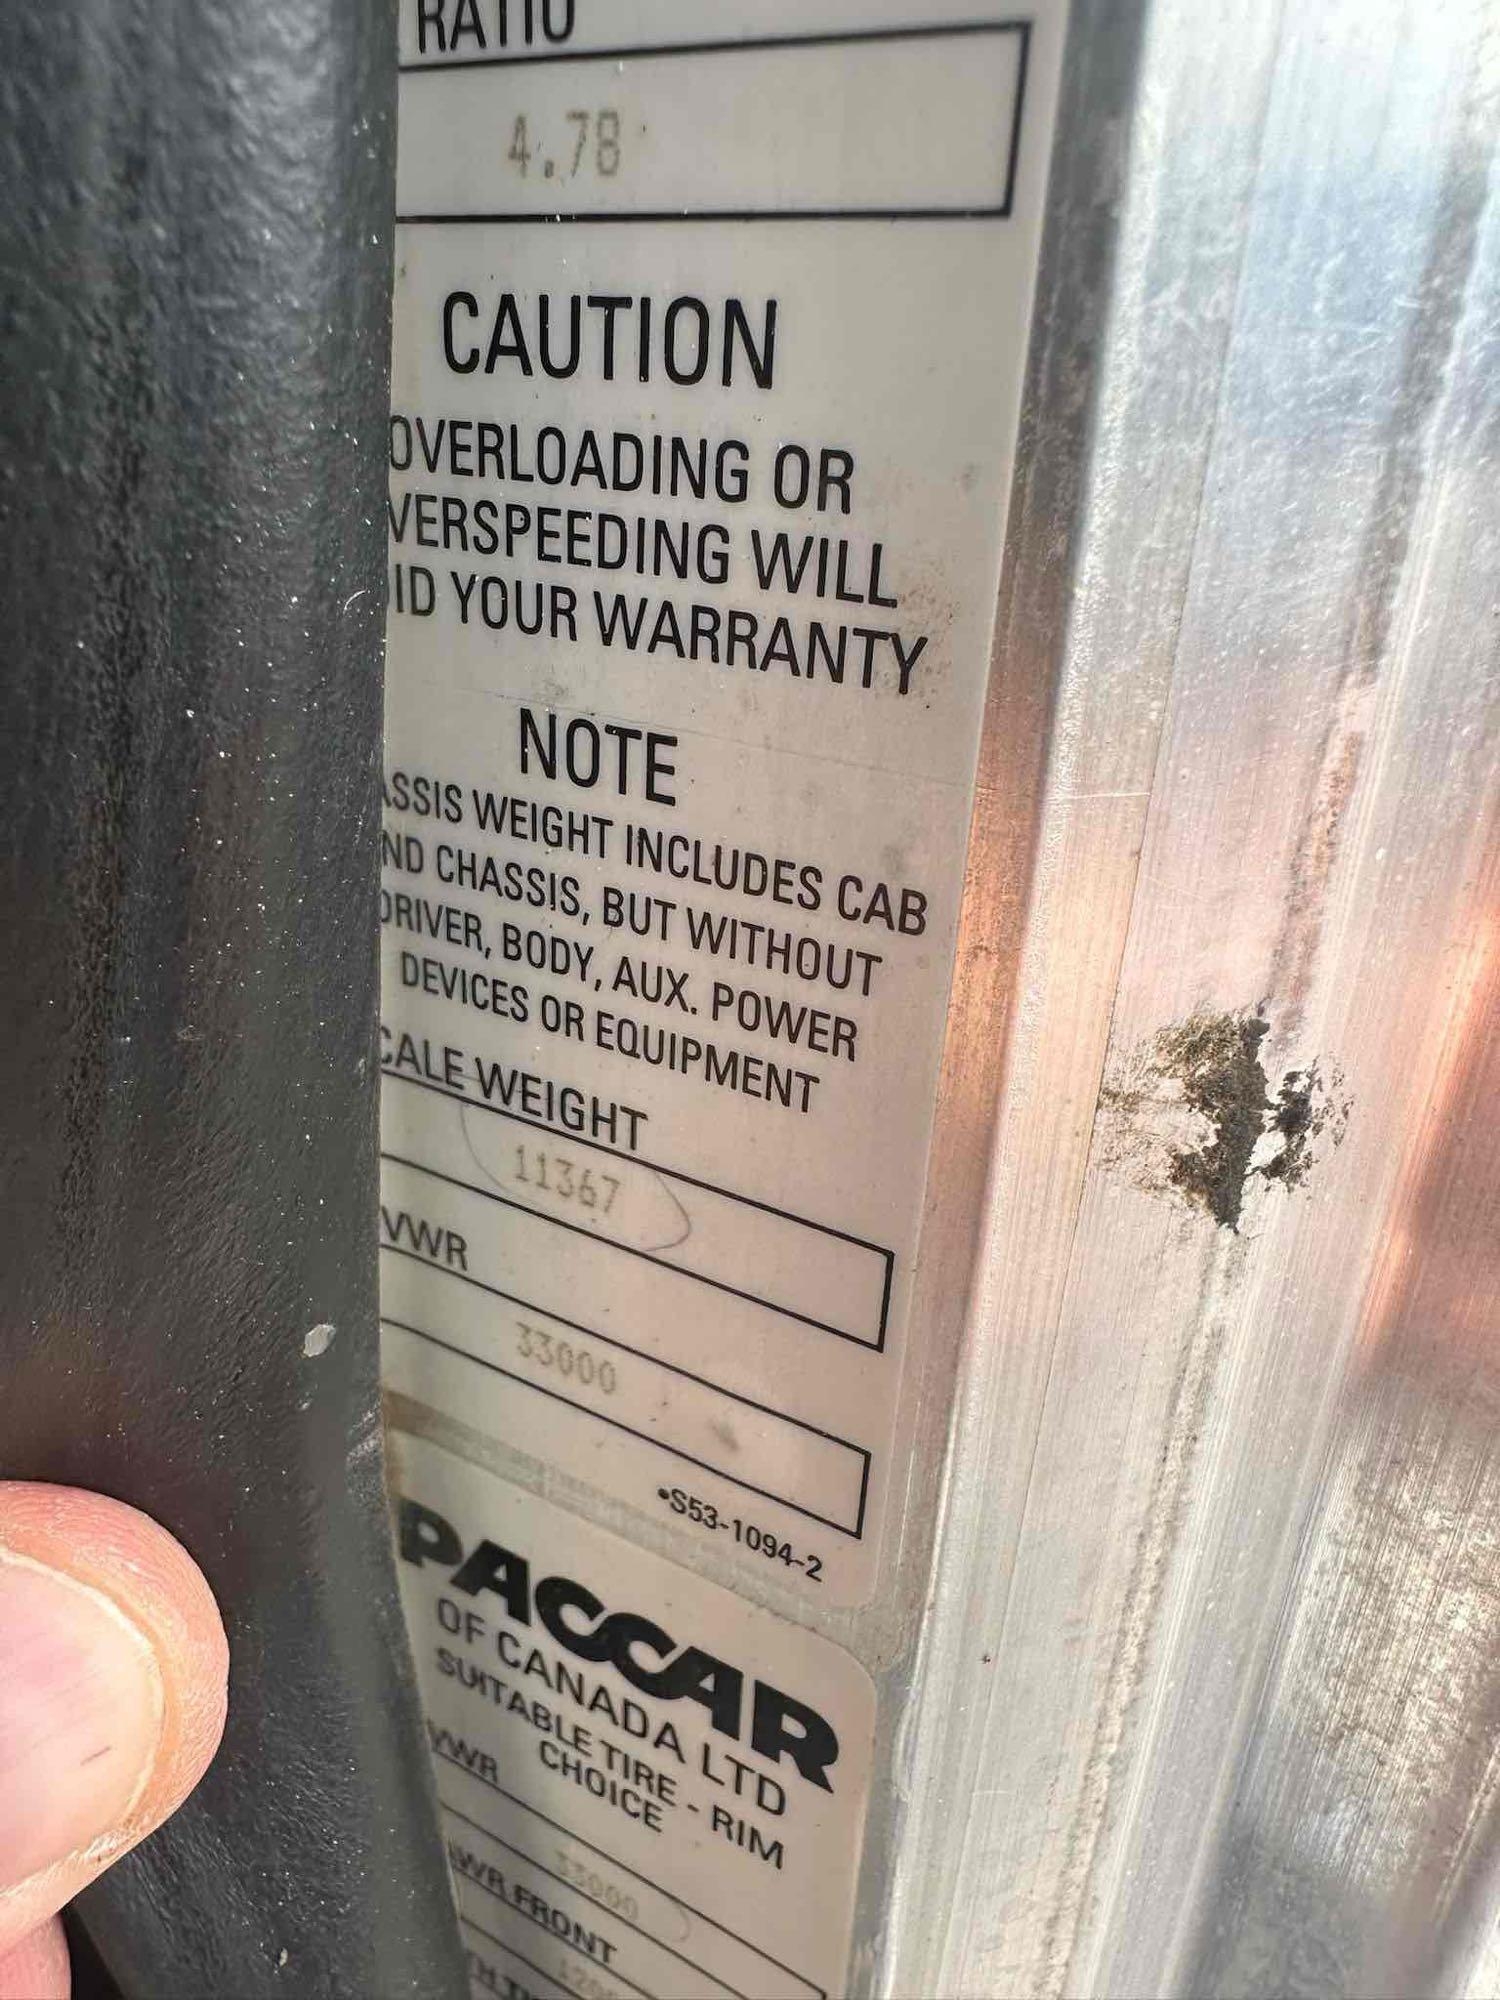 RATIO
4.78
CAUTION
OVERLOADING OR
VERSPEEDING WILL
ID YOUR WARRANTY
NOTE
ASSIS WEIGHT INCLUDES CAB
ND CHASSIS, BUT WITHOUT
DRIVER, BODY, AUX. POWER
DEVICES OR EQUIPMENT
CALE WEIGHT
11367
VWR
33000
•S53-1094-2
PACCAR
OF CANADA LTD
SUITABLE TIRE - RIM
CHOICE
VWR
33000
WR FRONT